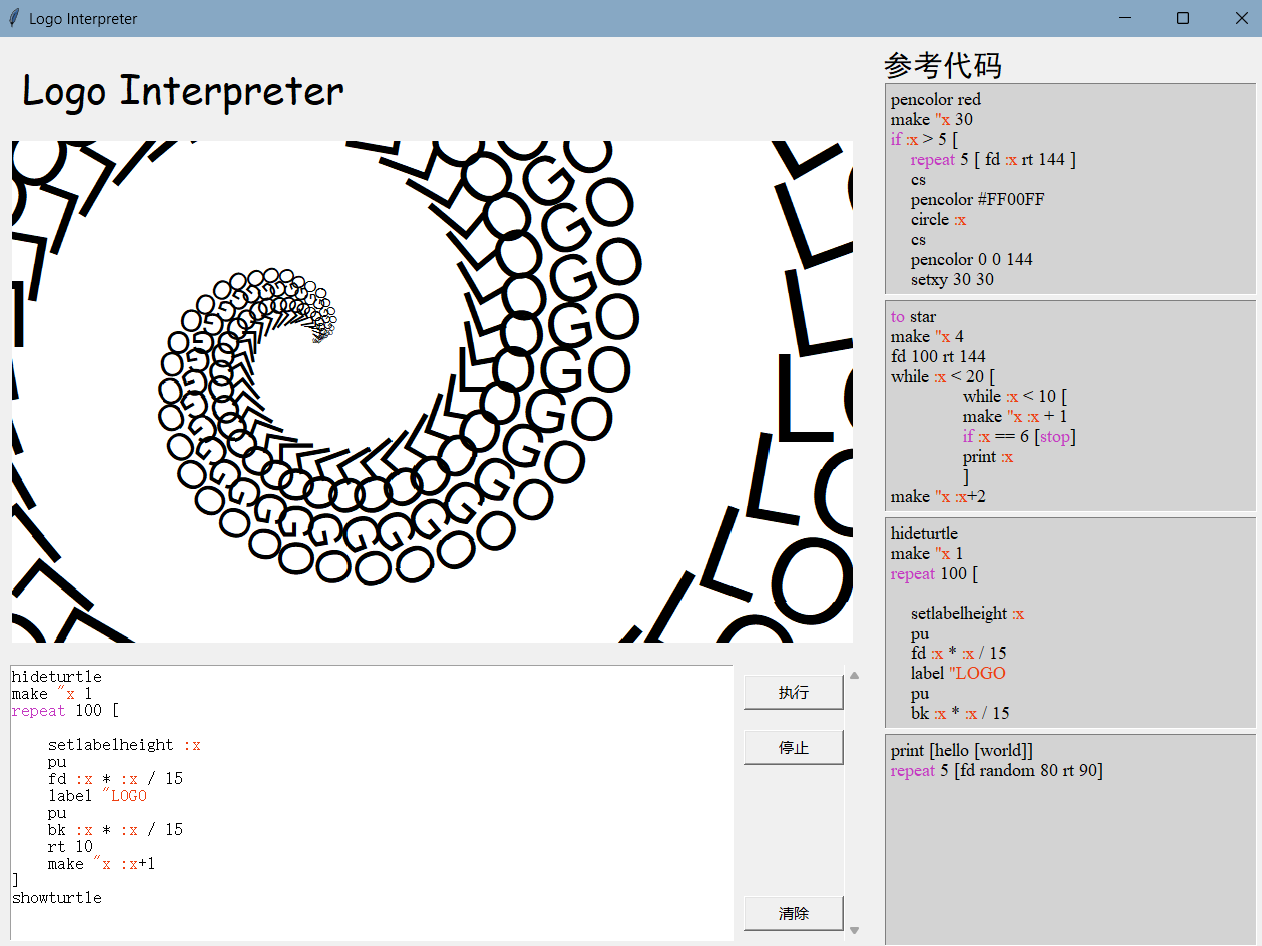 Logo Interpreter
Logo Interpreter
LOGO
hideturtle
make "x 1
repeat 100 [
setlabelheight :x
pu
fd :x * :x / 15
label "LOGO
pu
bk :x * :x / 15
rt 10
make "x :x+1
]
showturtle
执行
停止
清除
参考代码
pencolor red
make "x 30
if :x > 5 [
repeat 5 [ fd :x rt 144 ]
cs
pencolor #FF00FF
circle :x
cs
pencolor 0 0 144
setxy 30 30
to star
make "x 4
fd 100 rt 144
while :x < 20 [
while :x < 10 [
make "x :x + 1
if :x == 6 [stop]
print :x
]
make "x :x+2
hideturtle
make "x 1
repeat 100 [
setlabelheight :x
pu
fd :x * :x / 15
label "LOGO
pu
bk :x * :x / 15
print [hello [world]]
repeat 5 [fd random 80 rt 90]